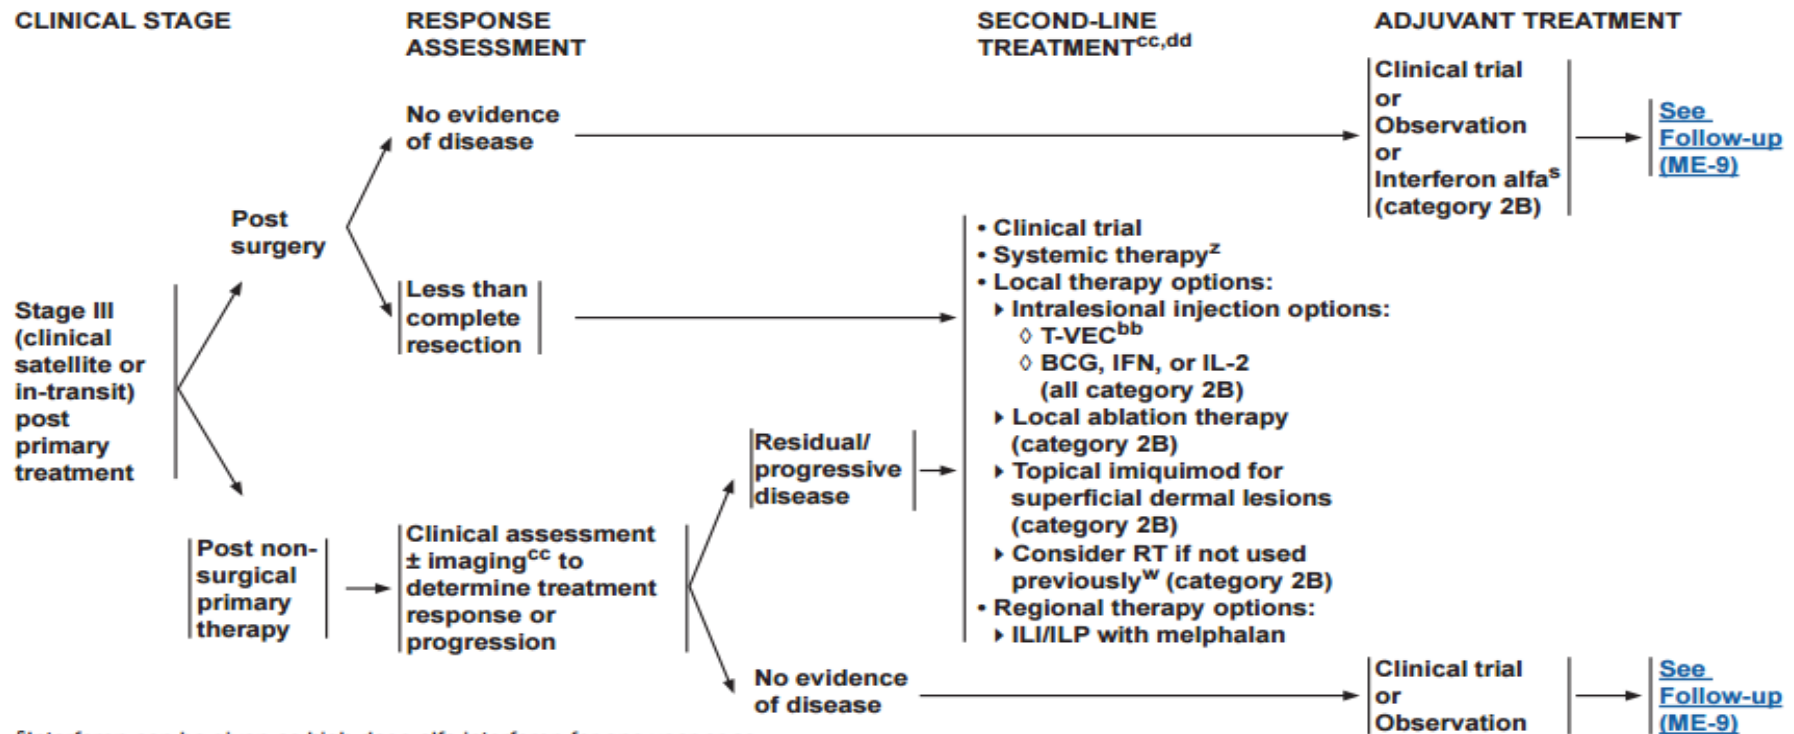 CLINICAL STAGE
RESPONSE
ASSESSMENT
SECOND-LINE
TREATMENTcc,dd
ADJUVANT TREATMENT
No evidence
of disease
Clinical trial
or
Observation
or
Interferon alfas
(category 2B)
See
Follow-up
(ME-9)
Post
surgery
Less than
complete
resection
Stage III
(clinical
satellite or
in-transit)
post
primary
treatment
• Clinical trial
• Systemic therapyz
• Local therapy options:
▸ Intralesional injection options:
◊ T-VECbb
◊ BCG, IFN, or IL-2
(all category 2B)
▸ Local ablation therapy
(category 2B)
▸ Topical imiquimod for
superficial dermal lesions
(category 2B)
▸ Consider RT if not used
previouslyw (category 2B)
• Regional therapy options:
▸ ILI/ILP with melphalan
Residual/
progressive
disease
Post non-
surgical
primary
therapy
Clinical assessment
± imagingcc to
determine treatment
response or
progression
No evidence
of disease
Clinical trial
or
Observation
See
Follow-up
(ME-9)